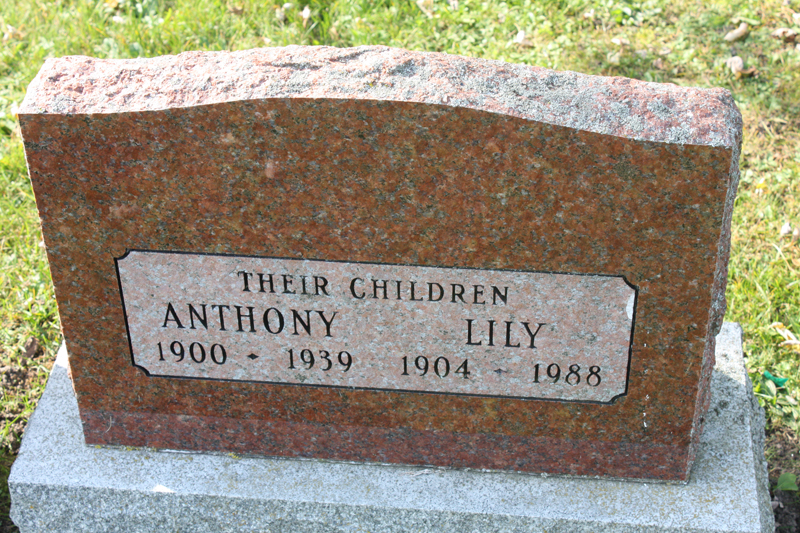 THEIR CHILDREN
ANTHONY LILY
1900 - 1939 1904 - 1988